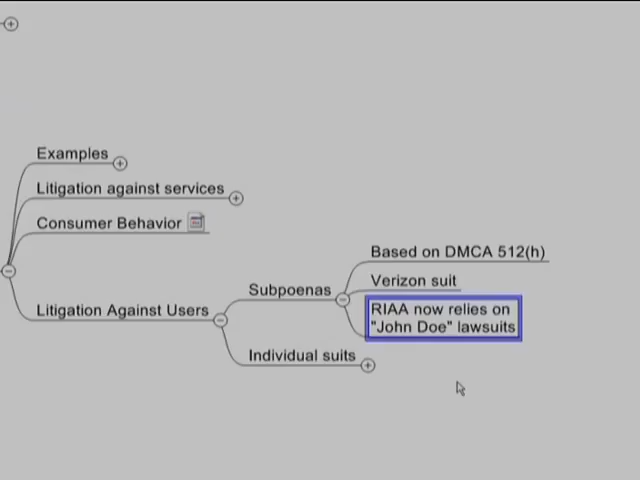 Examples
Litigation against services
Consumer Behavior
Based on DMCA 512(h)
Subpoenas
Verizon suit
Litigation Against Users
RIAA now relies on
"John Doe" lawsuits
Individual suits